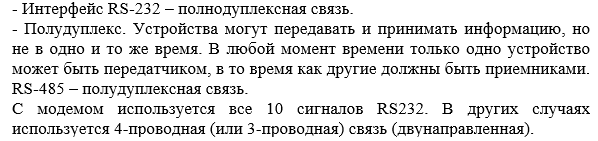 - Интерфейс RS-232 – полнодуплексная связь.
- Полудуплекс. Устройства могут передавать и принимать информацию, но
не в одно и то же время. В любой момент времени только одно устройство
может быть передатчиком, в то время как другие должны быть приемниками.
RS-485 – полудуплексная связь.
С модемом используется все 10 сигналов RS232. В других случаях
используется 4-проводная (или 3-проводная) связь (двунаправленная).